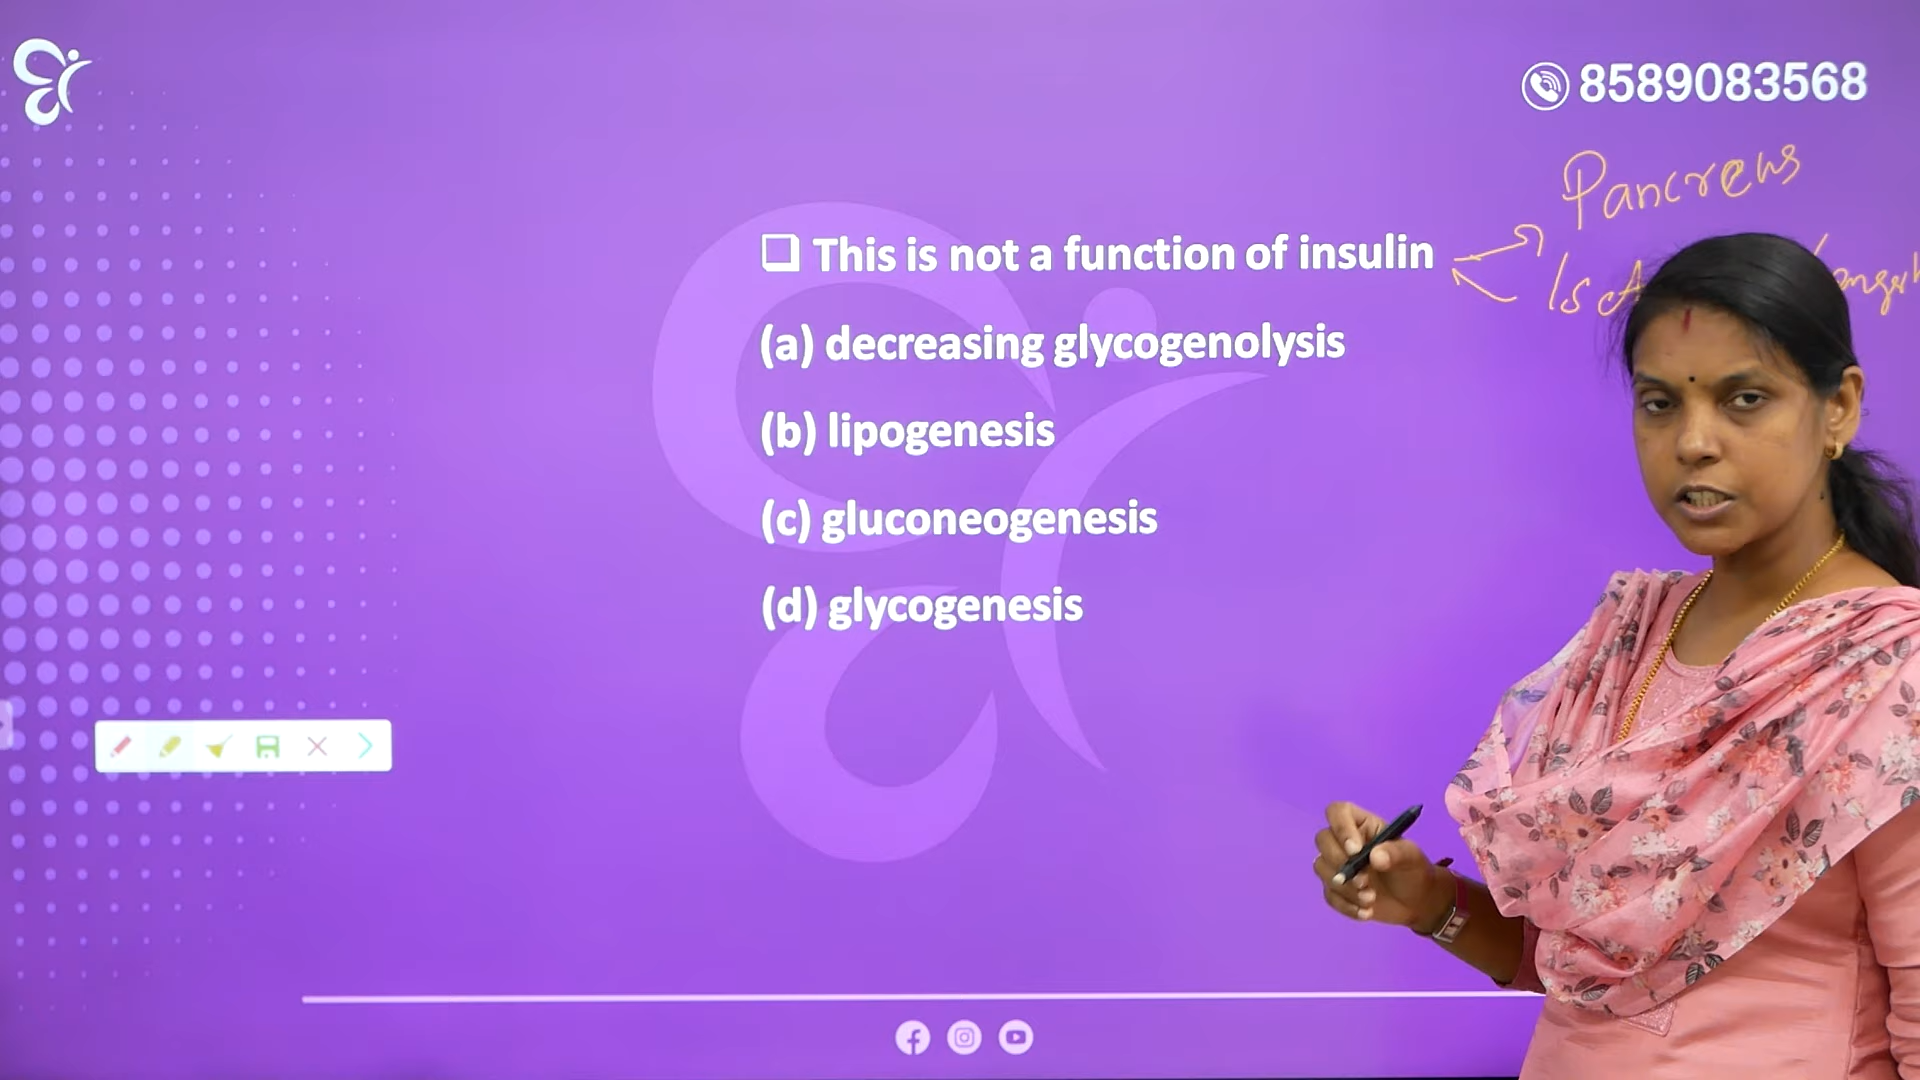 8589083568
Pancreas
❑ This is not a function of insulin
(a) decreasing glycogenolysis
(b) lipogenesis
(c) gluconeogenesis
(d) glycogenesis